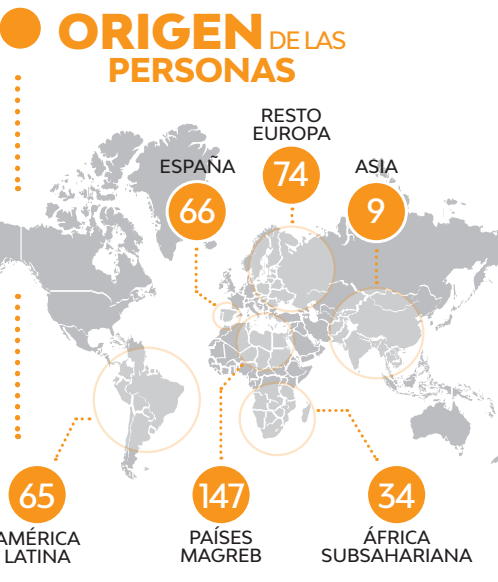 ORIGEN DE LAS
PERSONAS
RESTO
EUROPA
74
ESPAÑA
66
ASIA
9
65
AMÉRICA
LATINA
147
PAÍSES
MAGREB
34
ÁFRICA
SUBSAHARIANA